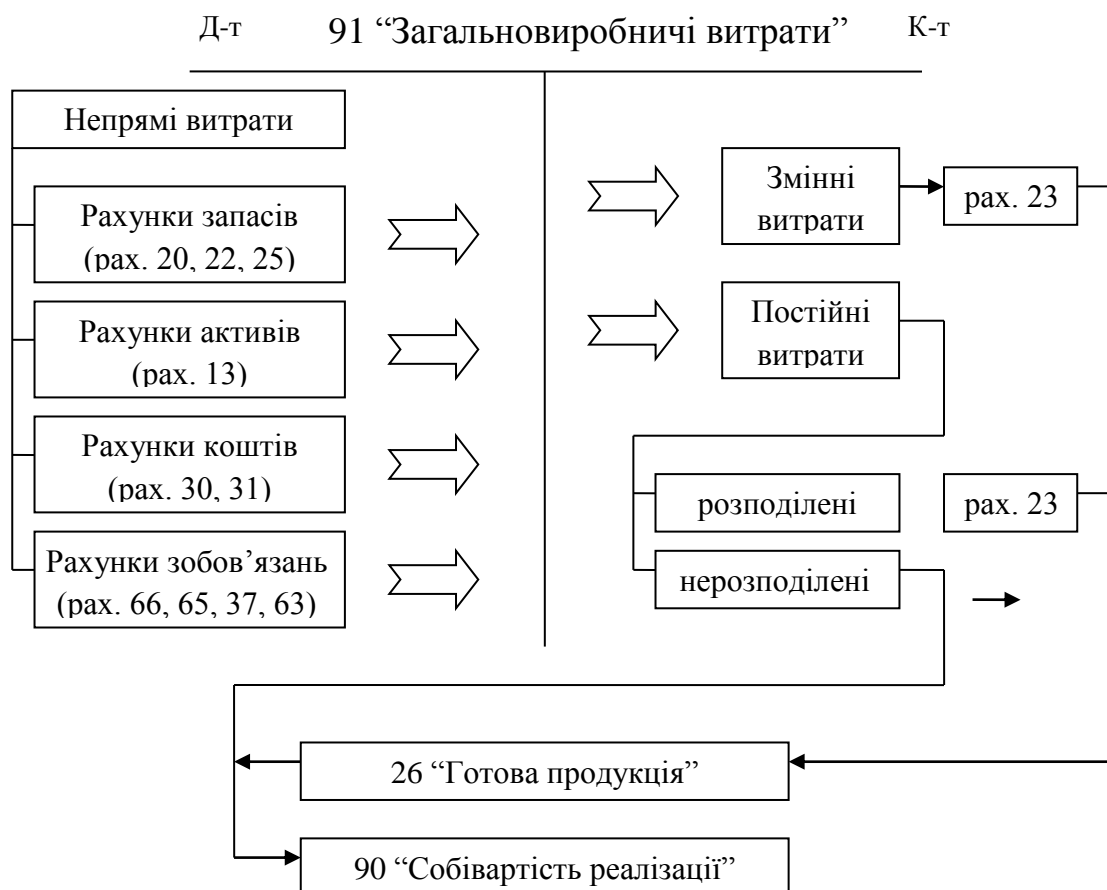 Д-т 91 “Загальновиробничі витрати” К-т
Непрямі витрати
Рахунки запасів
(рах. 20, 22, 25)
Рахунки активів
(рах. 13)
Рахунки коштів
(рах. 30, 31)
Рахунки зобов’язань
(рах. 66, 65, 37, 63)
Змінні
витрати
рах. 23
Постійні
витрати
розподілені
рах. 23
нерозподілені
26 “Готова продукція”
90 “Собівартість реалізації”